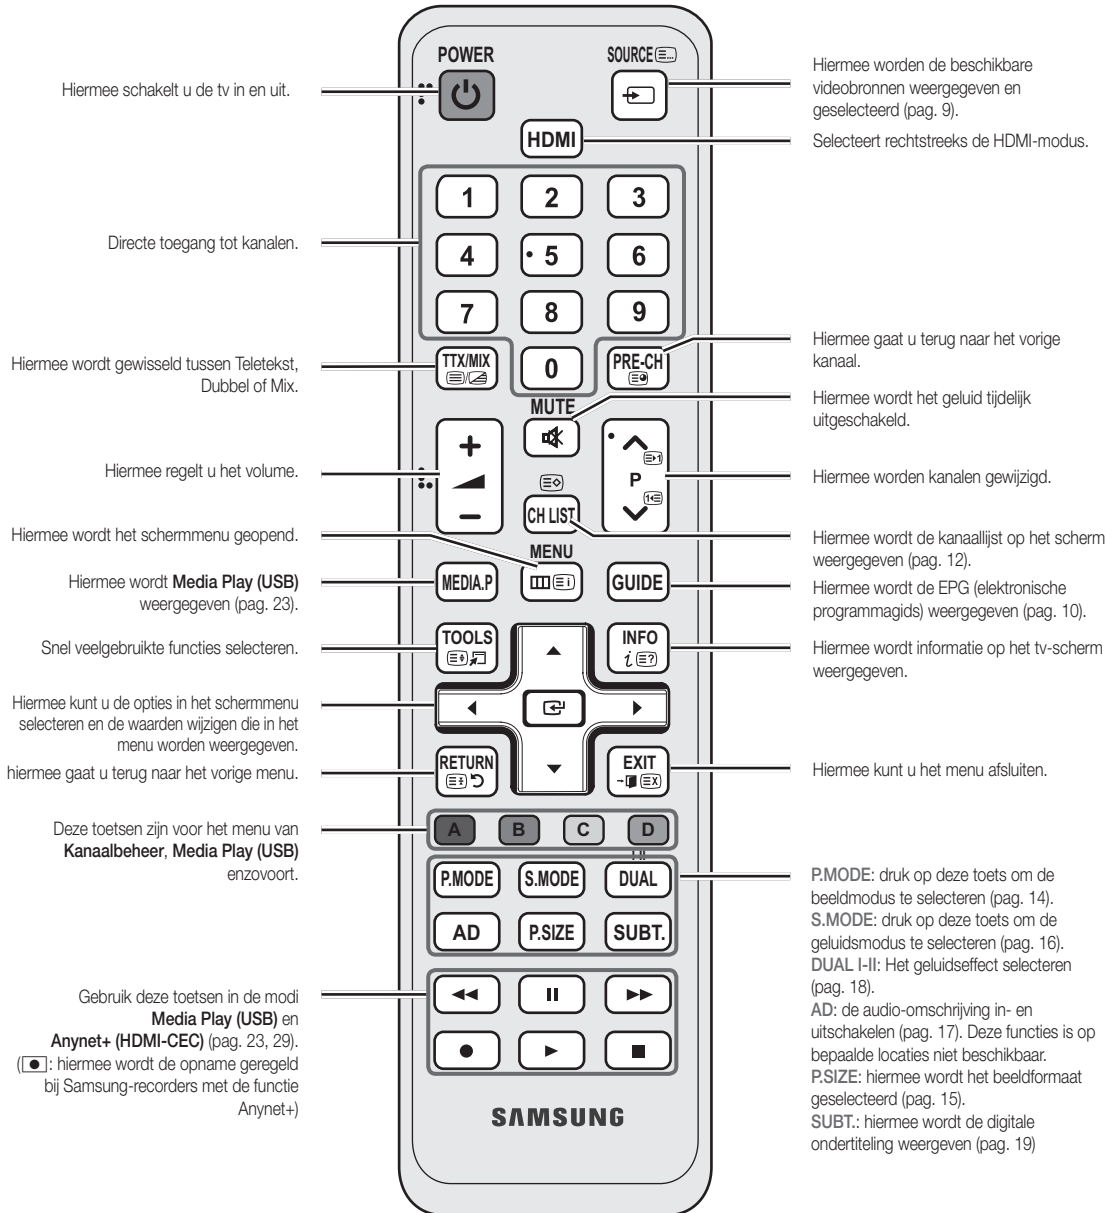 POWER
SOURCE
Hiermee schakelt u de tv in en uit.
Hiermee worden de beschikbare
videobronnen weergegeven en
geselecteerd (pag. 9).
HDMI
Selecteert rechtstreeks de HDMI-modus.
1 2 3
Directe toegang tot kanalen.
4 5 6
7 8 9
Hiermee wordt gewisseld tussen Teletekst,
Dubbel of Mix.
TTX/MIX
0
PRE-CH
Hiermee gaat u terug naar het vorige
kanaal.
MUTE
Hiermee wordt het geluid tijdelijk
uitgeschakeld.
Hiermee regelt u het volume.
P
Hiermee worden kanalen gewijzigd.
CH LIST
Hiermee wordt het schermmenu geopend.
Hiermee wordt de kanaallijst op het scherm
weergegeven (pag. 12).
MENU
Hiermee wordt Media Play (USB)
weergegeven (pag. 23).
MEDIA.P
GUIDE
Hiermee wordt de EPG (elektronische
programmagids) weergegeven (pag. 10).
Snel veelgebruikte functies selecteren.
TOOLS
INFO
Hiermee wordt informatie op het tv-scherm
weergegeven.
Hiermee kunt u de opties in het schermmenu
selecteren en de waarden wijzigen die in het
menu worden weergegeven.
hiermee gaat u terug naar het vorige menu.
RETURN
EXIT
Hiermee kunt u het menu afsluiten.
Deze toetsen zijn voor het menu van
Kanaalbeheer, Media Play (USB)
enzovoort.
A B C D
P.MODE S.MODE DUAL
AD P.SIZE SUBT.
P.MODE: druk op deze toets om de
beeldmodus te selecteren (pag. 14).
S.MODE: druk op deze toets om de
geluidsmodus te selecteren (pag. 16).
DUAL I-II: Het geluidseffect selecteren
(pag. 18).
AD: de audio-omschrijving in- en
uitschakelen (pag. 17). Deze functies is op
bepaalde locaties niet beschikbaar.
P.SIZE: hiermee wordt het beeldformaat
geselecteerd (pag. 15).
SUBT.: hiermee wordt de digitale
ondertiteling weergeven (pag. 19)
Gebruik deze toetsen in de modi
Media Play (USB) en
Anynet+ (HDMI-CEC) (pag. 23, 29).
(●: hiermee wordt de opname geregeld
bij Samsung-recorders met de functie
Anynet+)
SAMSUNG